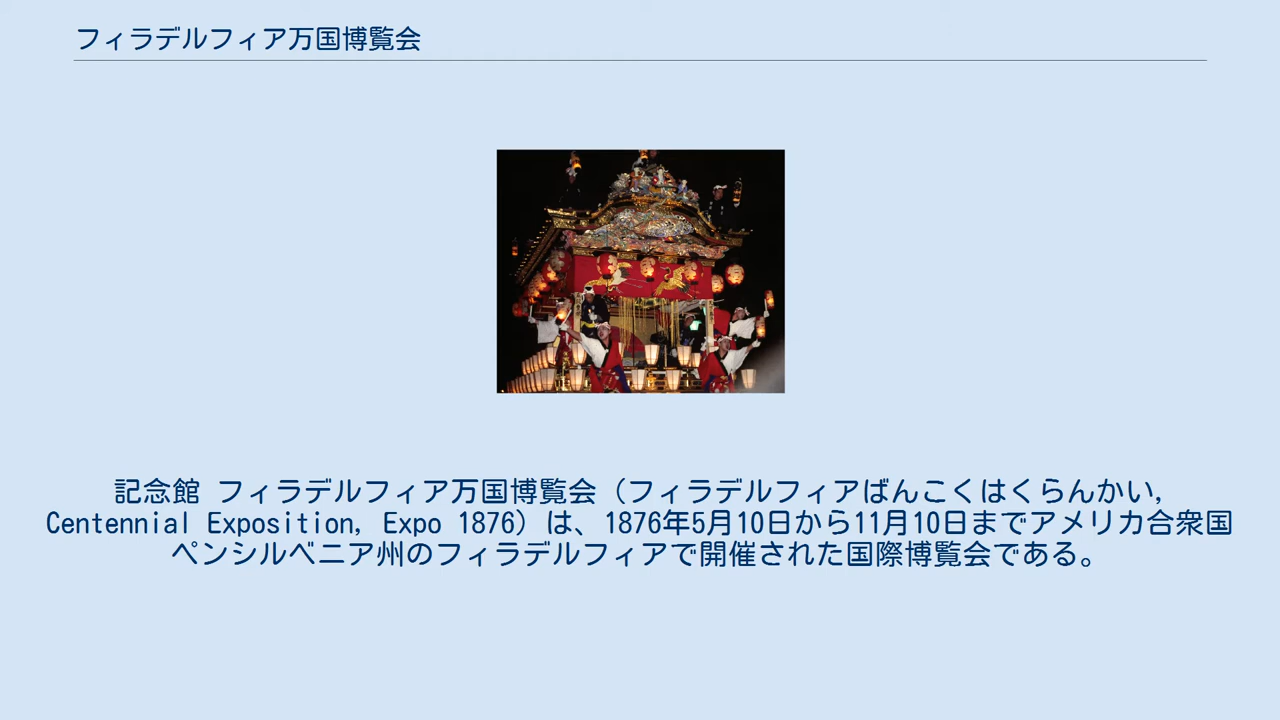 フィラデルフィア万国博覧会
記念館 フィラデルフィア万国博覧会（フィラデルフィアばんこくはくらんかい,
Centennial Exposition, Expo 1876）は、1876年5月10日から11月10日までアメリカ合衆国
ペンシルベニア州のフィラデルフィアで開催された国際博覧会である。